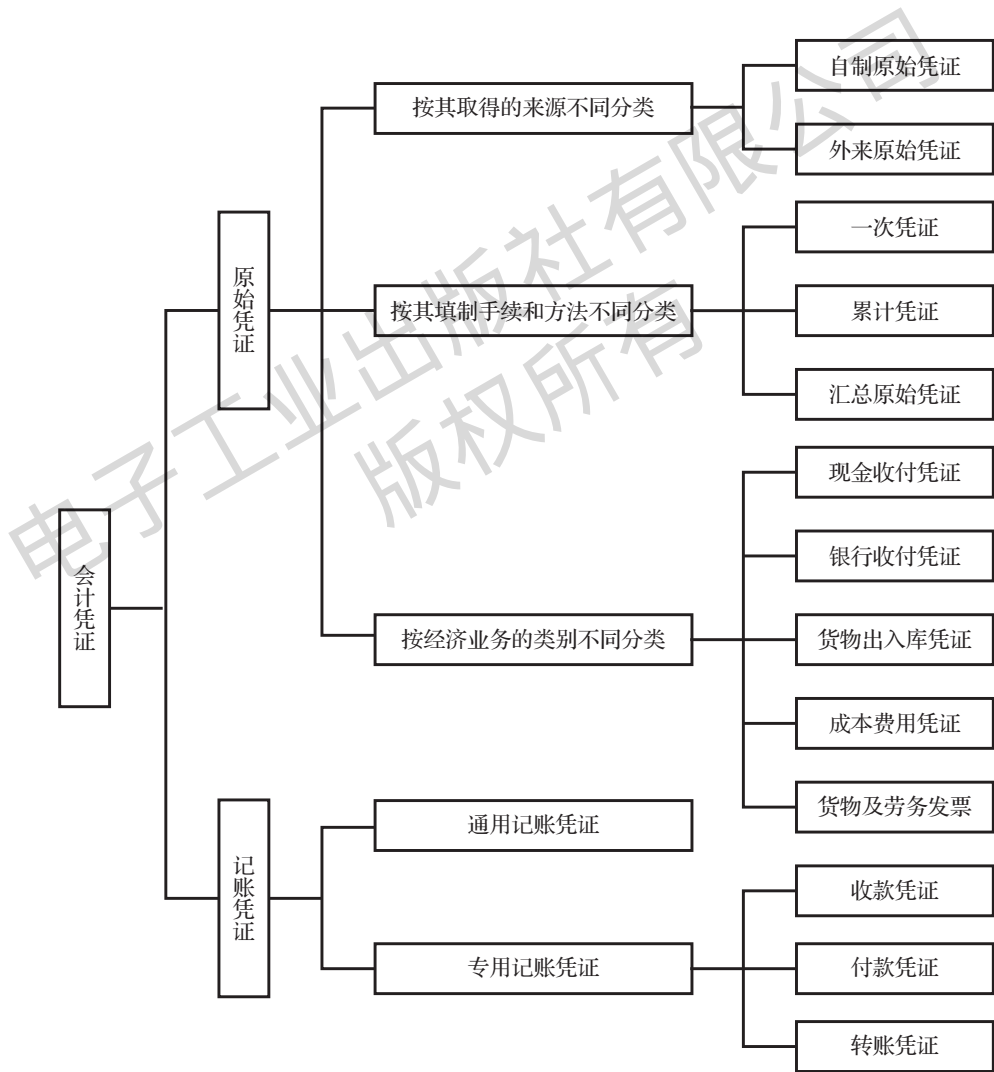 会计凭证
原始凭证
按其取得的来源不同分类
自制原始凭证
外来原始凭证
按其填制手续和方法不同分类
一次凭证
累计凭证
汇总原始凭证
按经济业务的类别不同分类
现金收付凭证
银行收付凭证
货物出入库凭证
成本费用凭证
货物及劳务发票
记账凭证
通用记账凭证
专用记账凭证
收款凭证
付款凭证
转账凭证
电子工业出版社有限公司
版权所有